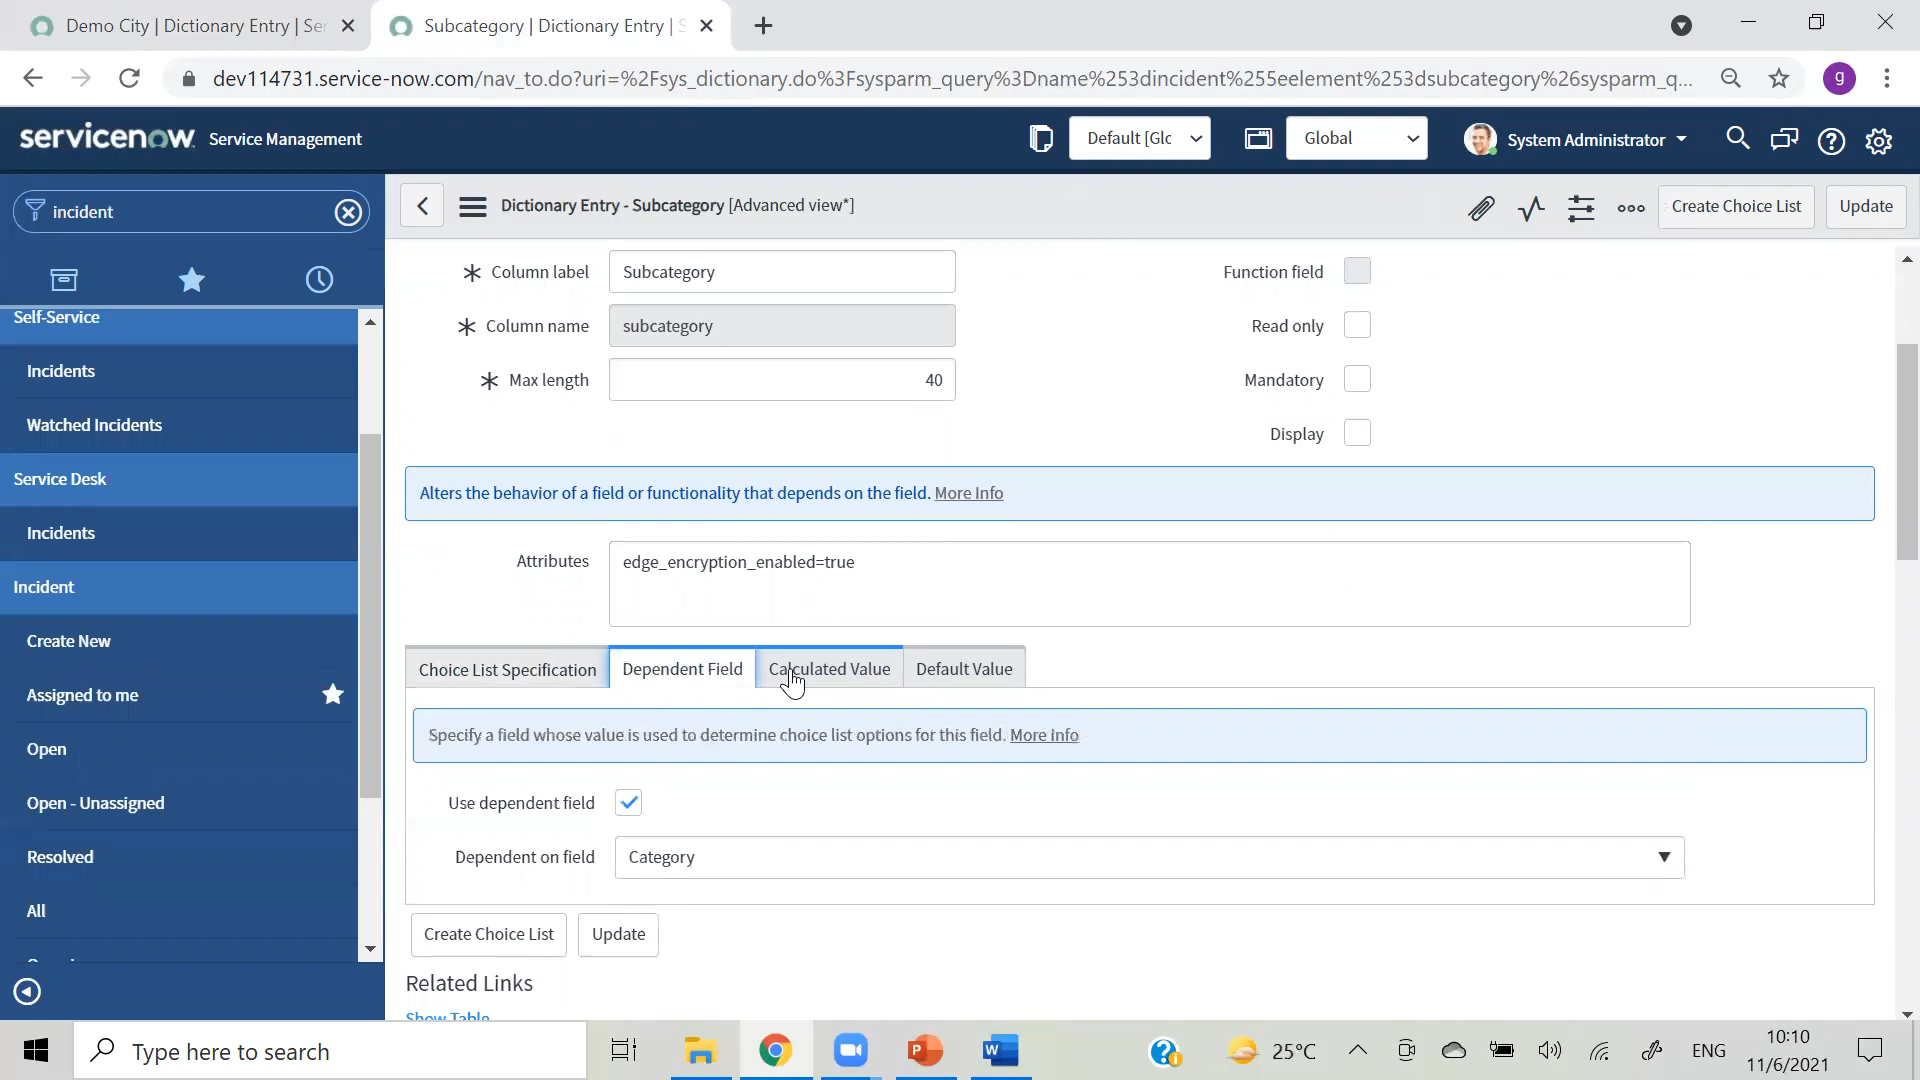 Demo City | Dictionary Entry | Se
Subcategory | Dictionary Entry |
dev114731.service-now.com/nav_to.do?uri=%2Fsys_dictionary.do%3Fsysparm_query%3Dname%253dincident%255eelement%253dsubcategory%26sysparm_q...
g
servicenow. Service Management
Default [Glc
Global
System Administrator
incident
Dictionary Entry - Subcategory [Advanced view*]
Create Choice List
Update
Self-Service
Incidents
Watched Incidents
Service Desk
Incidents
Incident
Create New
Assigned to me
Open
Open - Unassigned
Resolved
All
Column label
Subcategory
Function field
Column name
subcategory
Read only
Max length
40
Mandatory
Display
Alters the behavior of a field or functionality that depends on the field. More Info
Attributes
edge_encryption_enabled=true
Choice List Specification
Dependent Field
Calculated Value
Default Value
Specify a field whose value is used to determine choice list options for this field. More Info
Use dependent field
Dependent on field
Category
Create Choice List
Update
Related Links
Show Table
Type here to search
25°C
ENG
10:10
11/6/2021